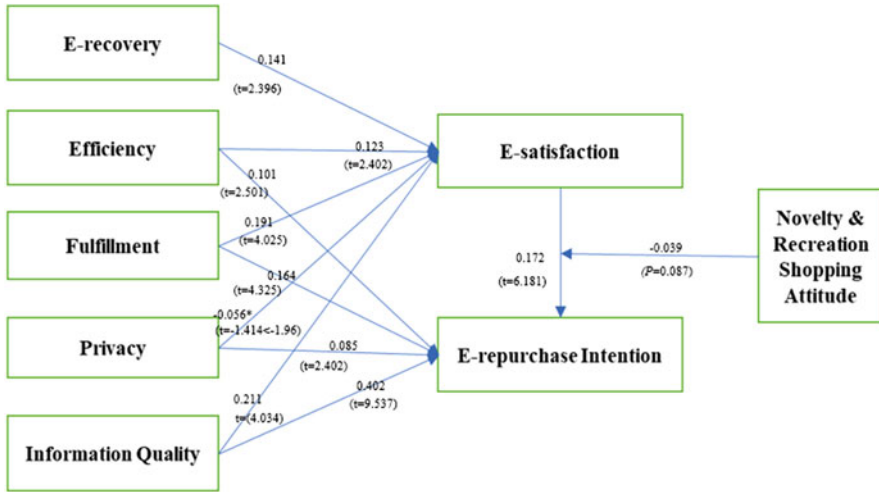 E-recovery
0.141
(t=2.396)
Efficiency
0.123
(t=2.402)
E-satisfaction
0.101
(t=2.501)
Fulfillment
0.191
(t=4.025)
0.164
(t=4.325)
0.172
(t=6.181)
-0.039
(P=0.087)
Novelty &
Recreation
Shopping
Attitude
Privacy
-0.056*
(t=-1.414<-1.96)
0.085
(t=2.402)
E-repurchase Intention
0.211
t=(4.034)
0.402
(t=9.537)
Information Quality